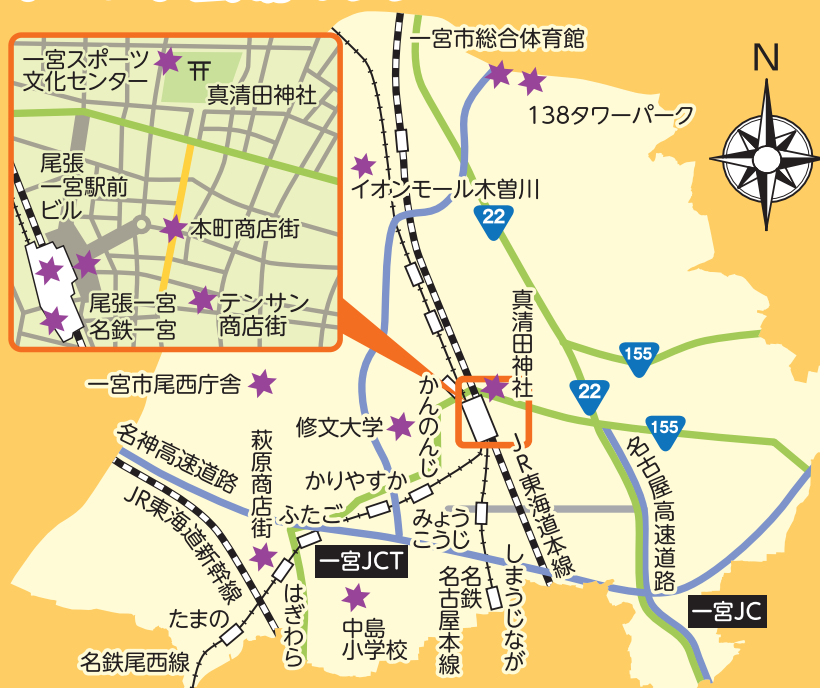 一宮市総合体育館
138タワーパーク
N
イオンモール木曽川
22
一宮スポーツ
文化センター
真清田神社
尾張
一宮駅前
ビル
本町商店街
尾張一宮
名鉄一宮
テンサン
商店街
真清田神社
155
22
155
一宮市尾西庁舎
かんのんじ
修文大学
萩原商店街
名神高速道路
JR東海道新幹線
かりやすか
ふたご
みょう
こうじ
JR東海道本線
名古屋高速道路
一宮JCT
しまうじなが
名鉄
名古屋本線
はぎわら
中島
小学校
たまの
名鉄尾西線
一宮JC